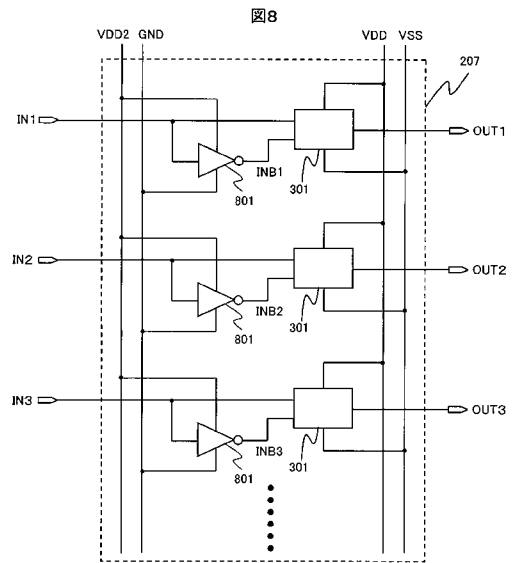 図8
VDD2 GND VDD VSS
207
IN1 OUT1
INB1
801 301
IN2 OUT2
INB2
801 301
IN3 OUT3
INB3
801 301